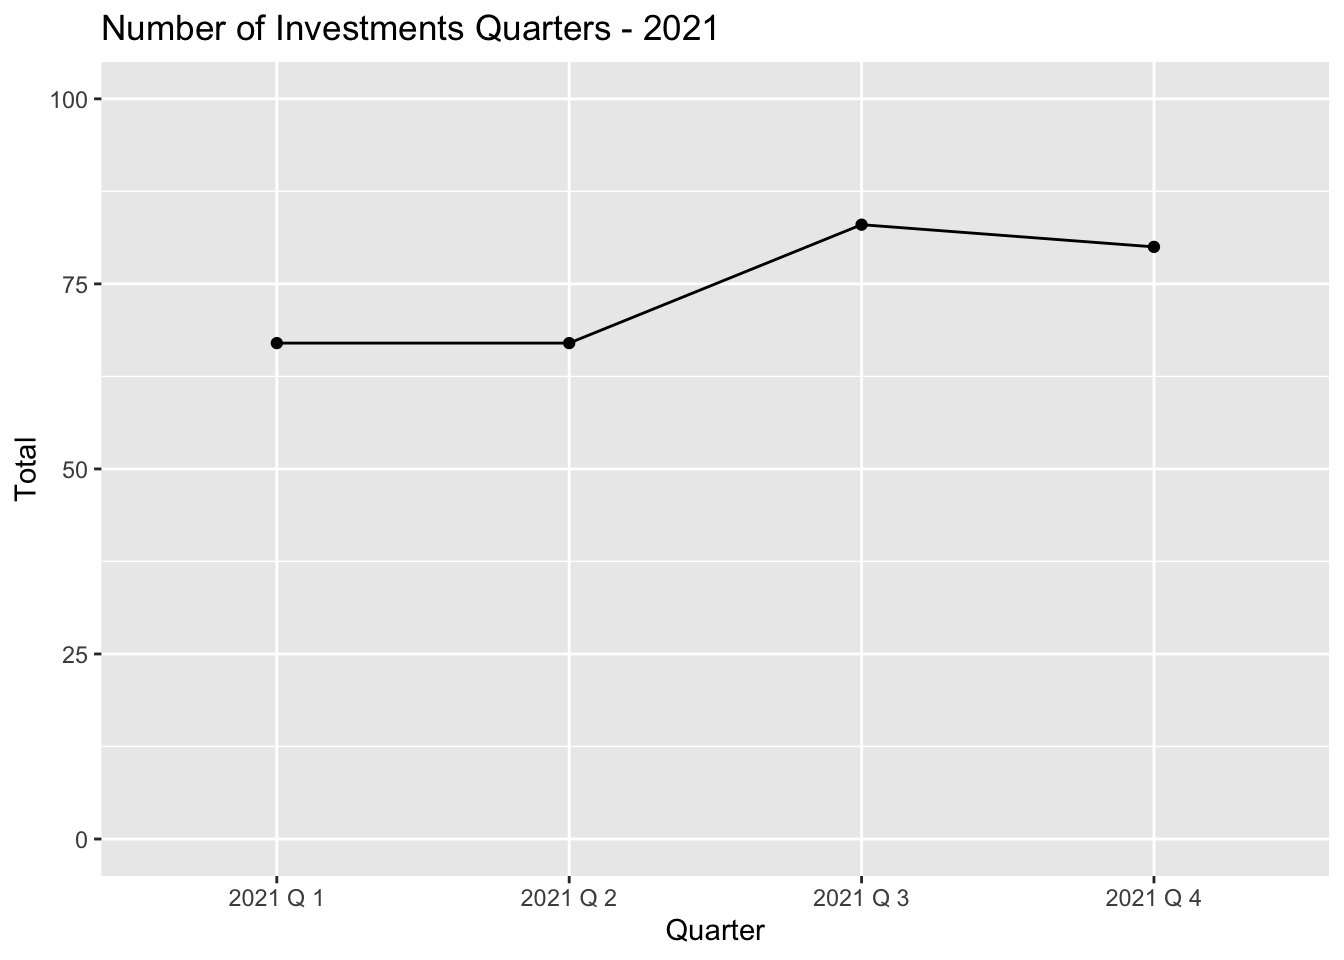 Number of Investments Quarters - 2021
Total
100
75
50
25
0
2021 Q 1
2021 Q 2
2021 Q 3
2021 Q 4
Quarter